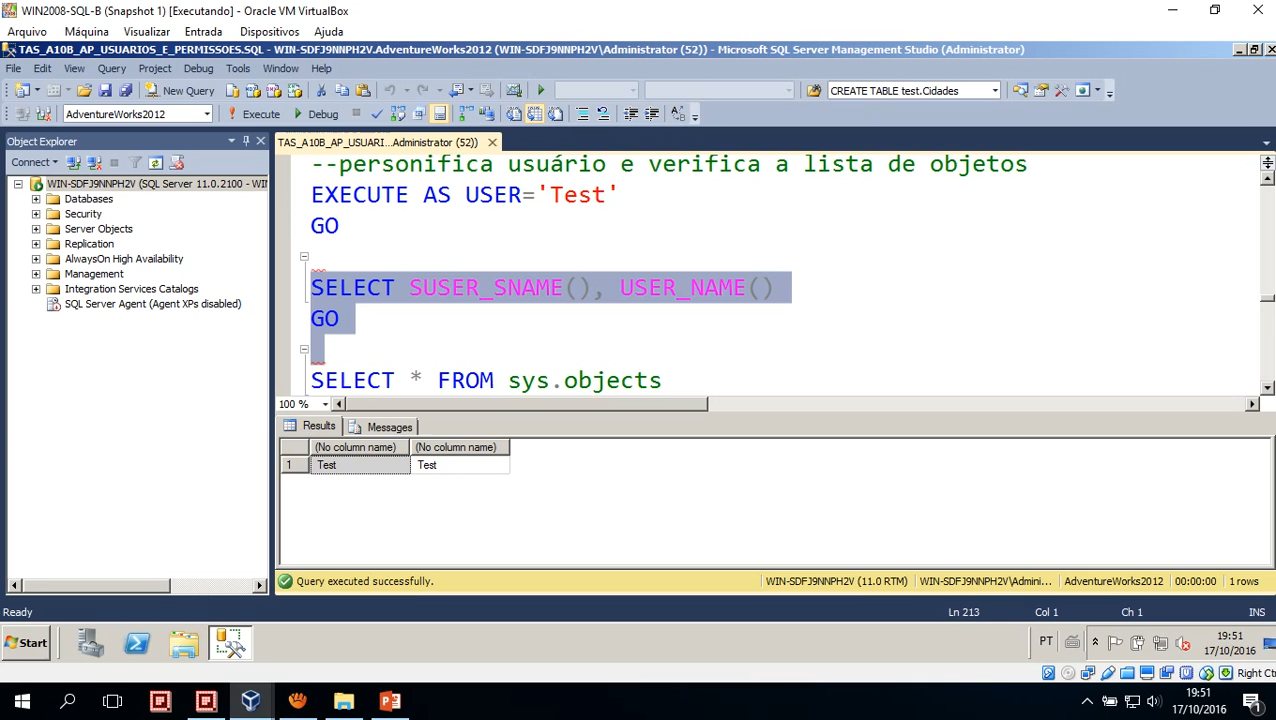 WIN2008-SQL-B (Snapshot 1) [Executando] - Oracle VM VirtualBox
Arquivo Máquina Visualizar Entrada Dispositivos Ajuda
TAS_A10B_AP_USUARIOS_E_PERMISSOES.SQL - WIN-SDFJ9NNPH2V.AdventureWorks2012 (WIN-SDFJ9NNPH2V\Administrator (52)) - Microsoft SQL Server Management Studio (Administrator)
File Edit View Query Project Debug Tools Window Help
New Query CREATE TABLE test.Cidades
AdventureWorks2012 Execute Debug
Object Explorer
TAS_A10B_AP_USUARI...Administrator (52))
Connect
WIN-SDFJ9NNPH2V (SQL Server 11.0.2100 - WI
Databases
Security
Server Objects
Replication
AlwaysOn High Availability
Management
Integration Services Catalogs
SQL Server Agent (Agent XPs disabled)
--personifica usuário e verifica a lista de objetos
EXECUTE AS USER='Test'
GO
SELECT SUSER_SNAME(), USER_NAME()
GO
SELECT * FROM sys.objects
100 %
Results Messages
(No column name) (No column name)
1 Test Test
Query executed successfully. WIN-SDFJ9NNPH2V (11.0 RTM) WIN-SDFJ9NNPH2V\Admini... AdventureWorks2012 00:00:00 1 rows
Ready Ln 213 Col 1 Ch 1 INS
Start PT 19:51
17/10/2016
Right Ctr
19:51
17/10/2016
1